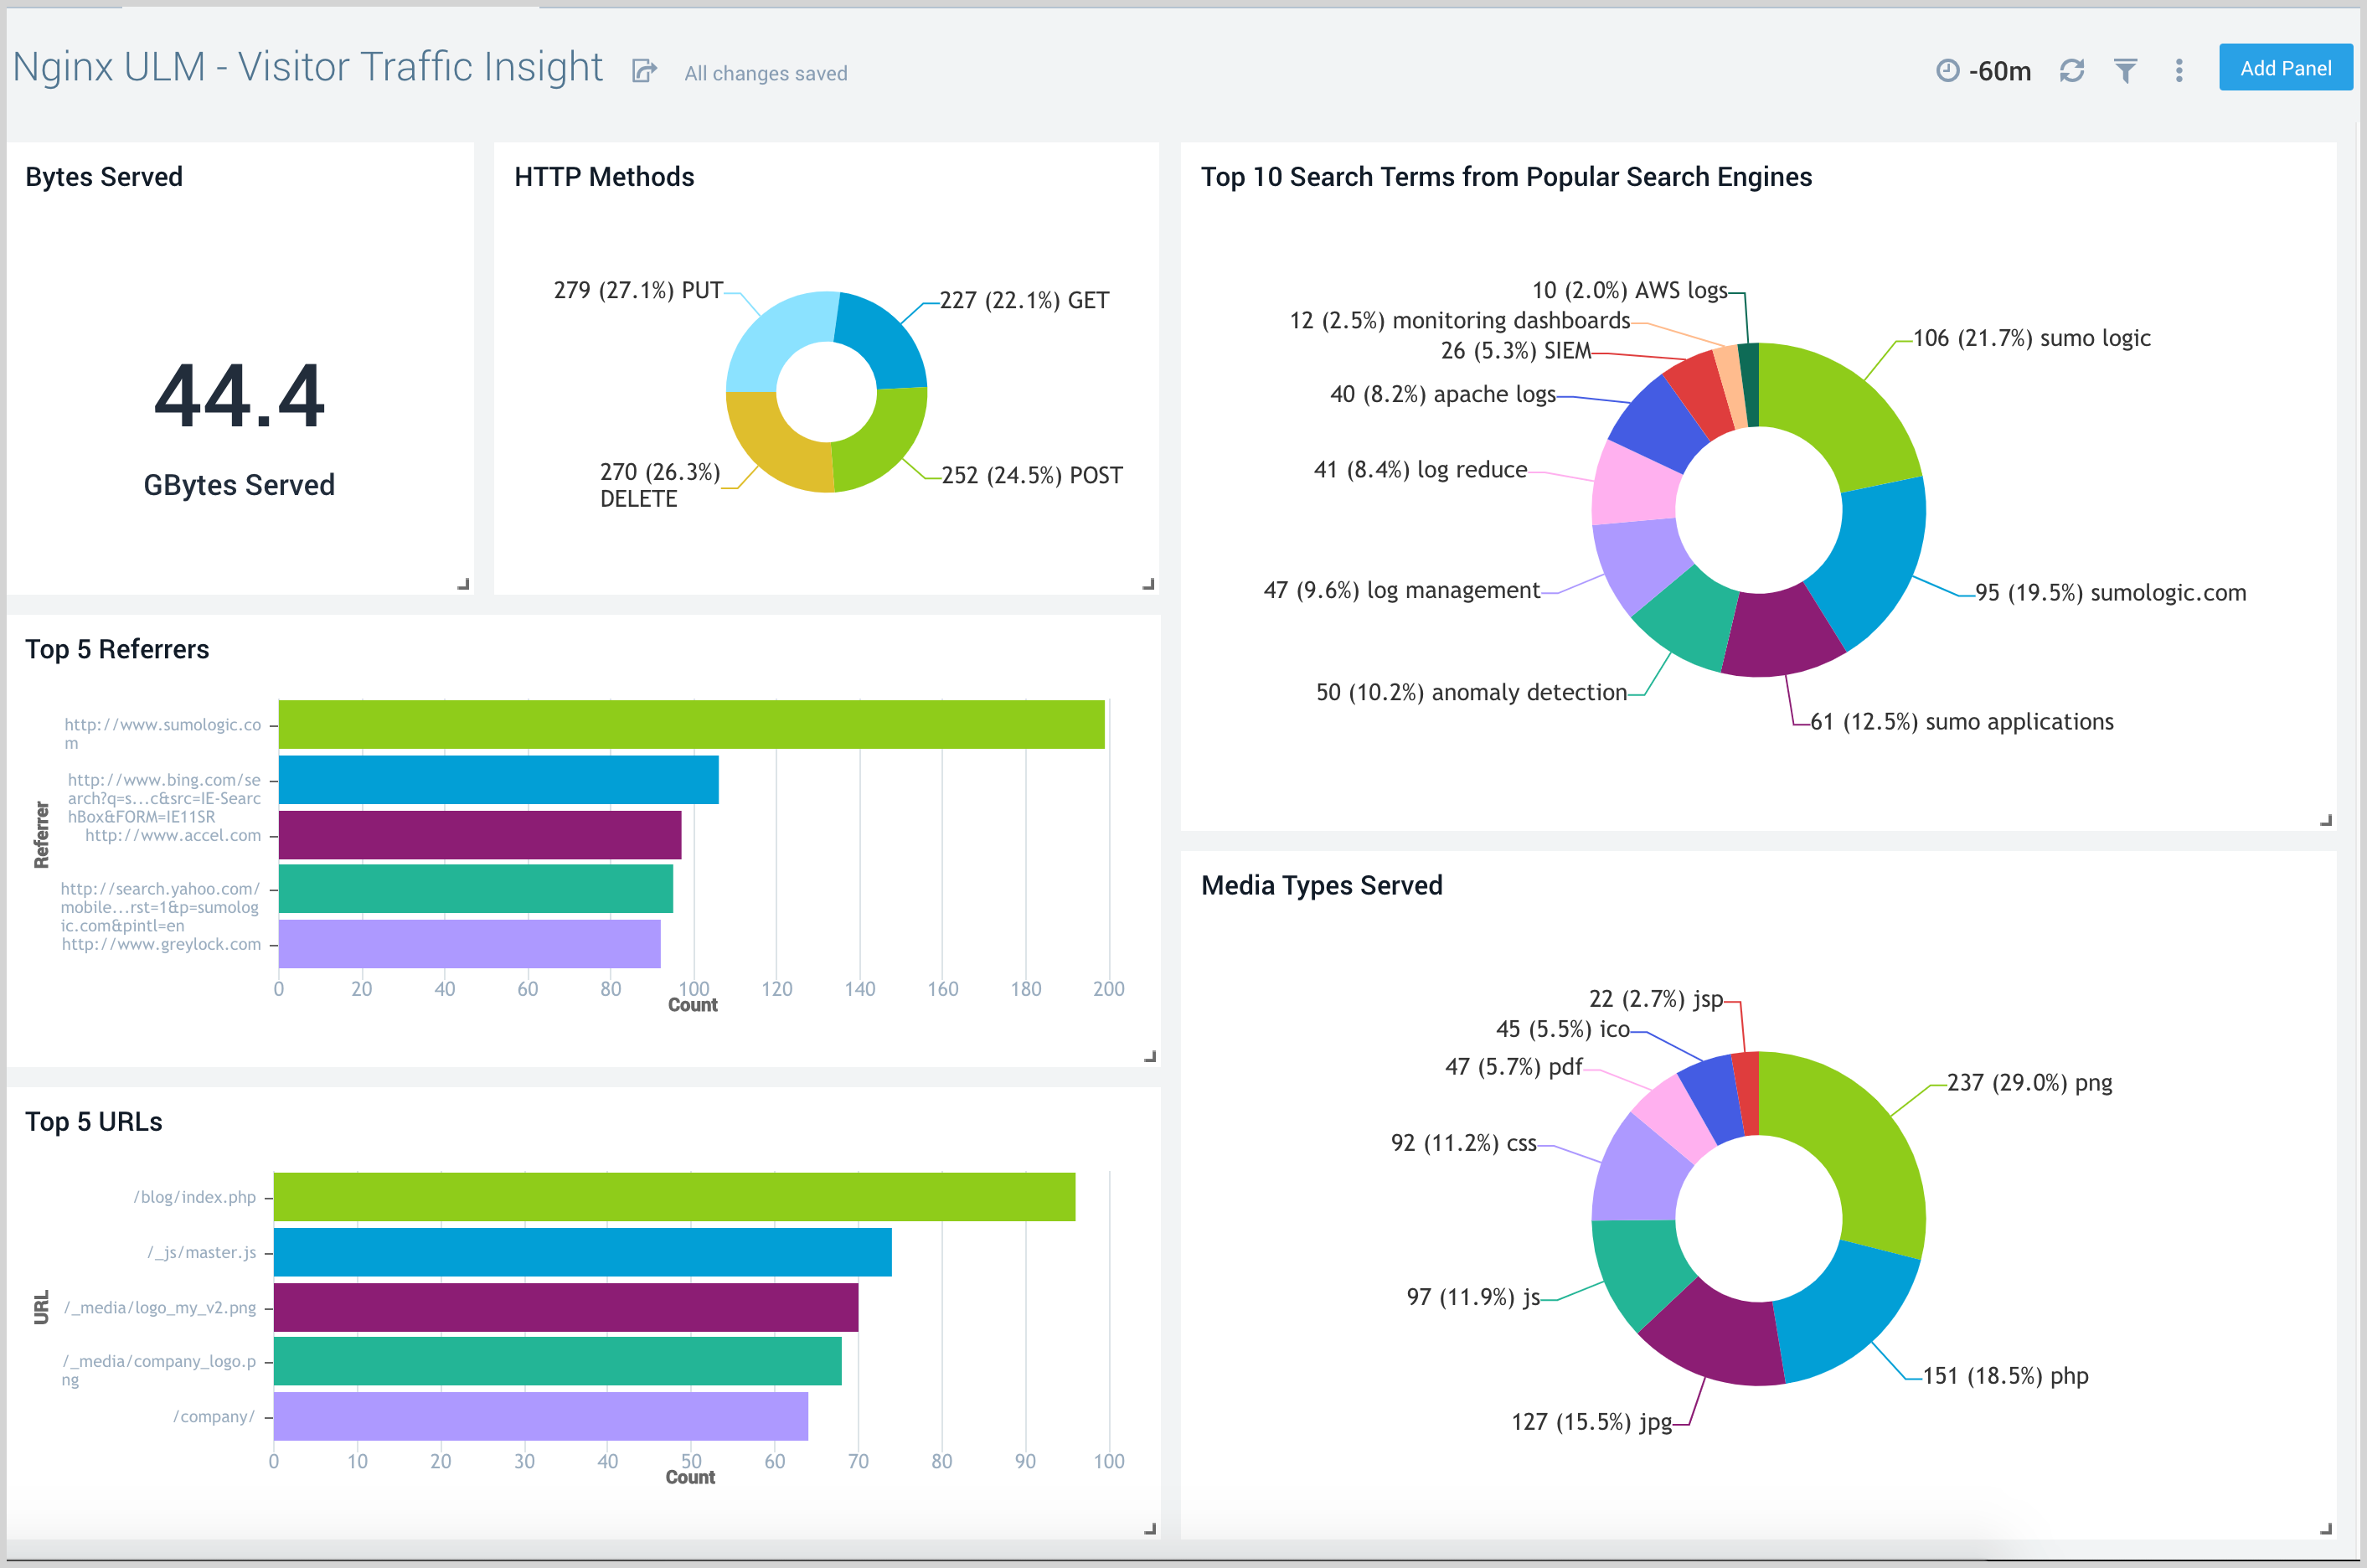 Nginx ULM - Visitor Traffic Insight
All changes saved
-60m
Add Panel
Bytes Served
44.4
GBytes Served
HTTP Methods
279 (27.1%) PUT
227 (22.1%) GET
270 (26.3%)
DELETE
252 (24.5%) POST
Top 10 Search Terms from Popular Search Engines
10 (2.0%) AWS logs
12 (2.5%) monitoring dashboards
26 (5.3%) SIEM
40 (8.2%) apache logs
41 (8.4%) log reduce
47 (9.6%) log management
50 (10.2%) anomaly detection
106 (21.7%) sumo logic
95 (19.5%) sumologic.com
61 (12.5%) sumo applications
Top 5 Referrers
Referrer
http://www.sumologic.co
m
http://www.bing.com/se
arch?q=s...c&src=IE-Searc
hBox&FORM=IE11SR
http://www.accel.com
http://search.yahoo.com/
mobile...rst=1&p=sumolog
ic.com&pintl=en
http://www.greylock.com
0 20 40 60 80 100 120 140 160 180 200
Count
Top 5 URLs
URL
/blog/index.php
/_js/master.js
/_media/logo_my_v2.png
/_media/company_logo.p
ng
/company/
0 10 20 30 40 50 60 70 80 90 100
Count
Media Types Served
22 (2.7%) jsp
45 (5.5%) ico
47 (5.7%) pdf
92 (11.2%) css
97 (11.9%) js
127 (15.5%) jpg
237 (29.0%) png
151 (18.5%) php